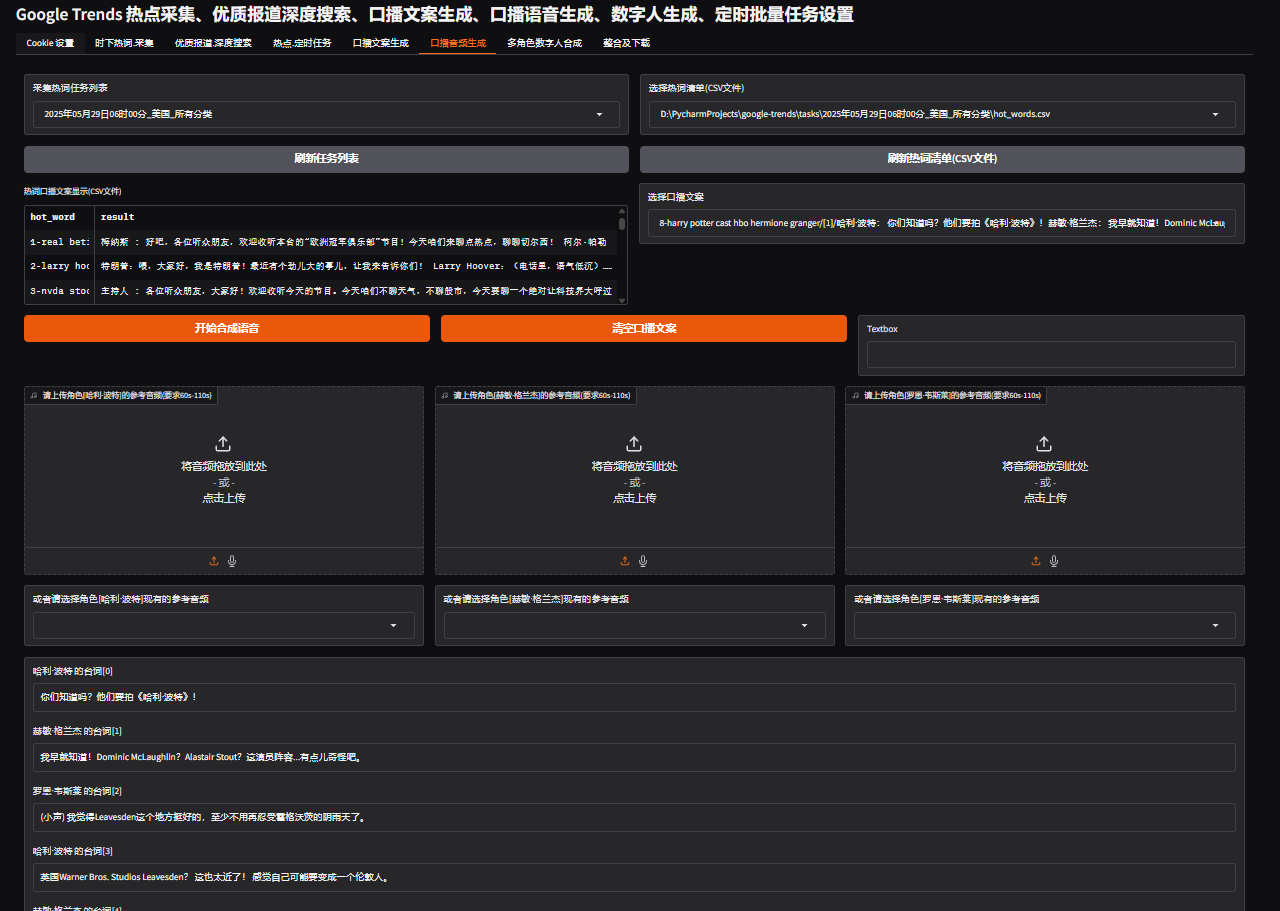 Google Trends 热点采集、优质报道深度搜索、口播文案生成、口播语音生成、数字人生成、定时批量任务设置
Cookie 设置 时下热词.采集 优质报道.深度搜索 热点.定时任务 口播文案生成 口播音频生成 多角色数字人合成 整合及下载
采集热词任务列表
2025年05月29日06时00分_美国_所有分类
选择热词清单(CSV文件)
D:\PycharmProjects\google-trends\tasks\2025年05月29日06时00分_美国_所有分类\hot_words.csv
刷新任务列表
刷新热词清单(CSV文件)
热词口播文案显示(CSV文件)
hot_word result
1-real beti 梅纳斯 : 好吧，各位听众朋友，欢迎收听本台的“欧洲冠军俱乐部”节目！今天咱们来聊点热点，聊聊切尔西！ 柯尔·帕勒
2-larry hoo 特朗普: 嘿，大家好，我是特朗普！最近有个劲儿大的事儿，让我来告诉你们！ Larry Hoover: （电话里，语气低沉）……
3-nvda stoc 主持人 : 各位听众朋友，大家好！欢迎收听今天的节目。今天咱们不聊天气，不聊股市，今天要聊一个绝对让科技界大呼过
选择口播文案
8-harry potter cast hbo hermione granger/[1]/哈利·波特： 你们知道吗？他们要拍《哈利·波特》！赫敏·格兰杰： 我早就知道！Dominic McLaug
开始合成语音
清空口播文案
Textbox
请上传角色[哈利·波特]的参考音频(要求60s-110s)
将音频拖放到此处
- 或 -
点击上传
请上传角色[赫敏·格兰杰]的参考音频(要求60s-110s)
将音频拖放到此处
- 或 -
点击上传
请上传角色[罗恩·韦斯莱]的参考音频(要求60s-110s)
将音频拖放到此处
- 或 -
点击上传
或者请选择角色[哈利·波特]现有的参考音频
或者请选择角色[赫敏·格兰杰]现有的参考音频
或者请选择角色[罗恩·韦斯莱]现有的参考音频
哈利·波特 的台词[0]
你们知道吗？他们要拍《哈利·波特》！
赫敏·格兰杰 的台词[1]
我早就知道！Dominic McLaughlin？Alastair Stout？这演员阵容...有点儿奇怪吧。
罗恩·韦斯莱 的台词[2]
(小声) 我觉得Leavesden这个地方挺好的，至少不用再忍受霍格沃茨的阴雨天了。
哈利·波特 的台词[3]
英国Warner Bros. Studios Leavesden？ 这也太近了！ 感觉自己可能要变成一个伦敦人。
赫敏·格兰杰 的台词[4]